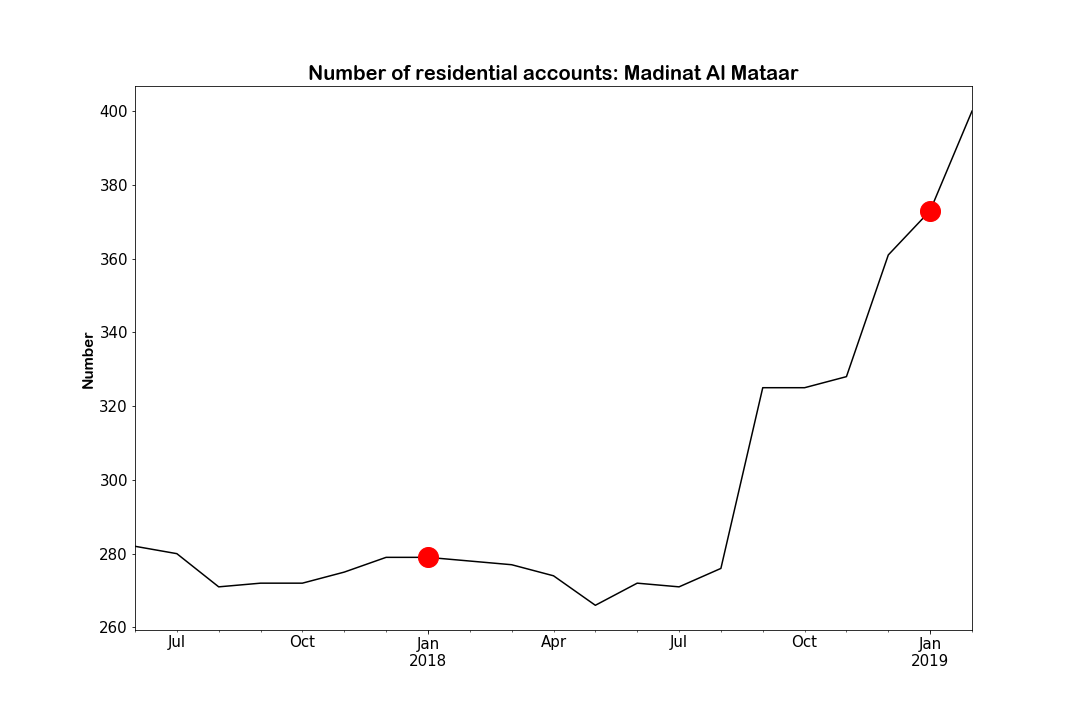 Number of residential accounts: Madinat Al Mataar
Number
400
380
360
340
320
300
280
260
Jul
Oct
Jan
2018
Apr
Jul
Oct
Jan
2019